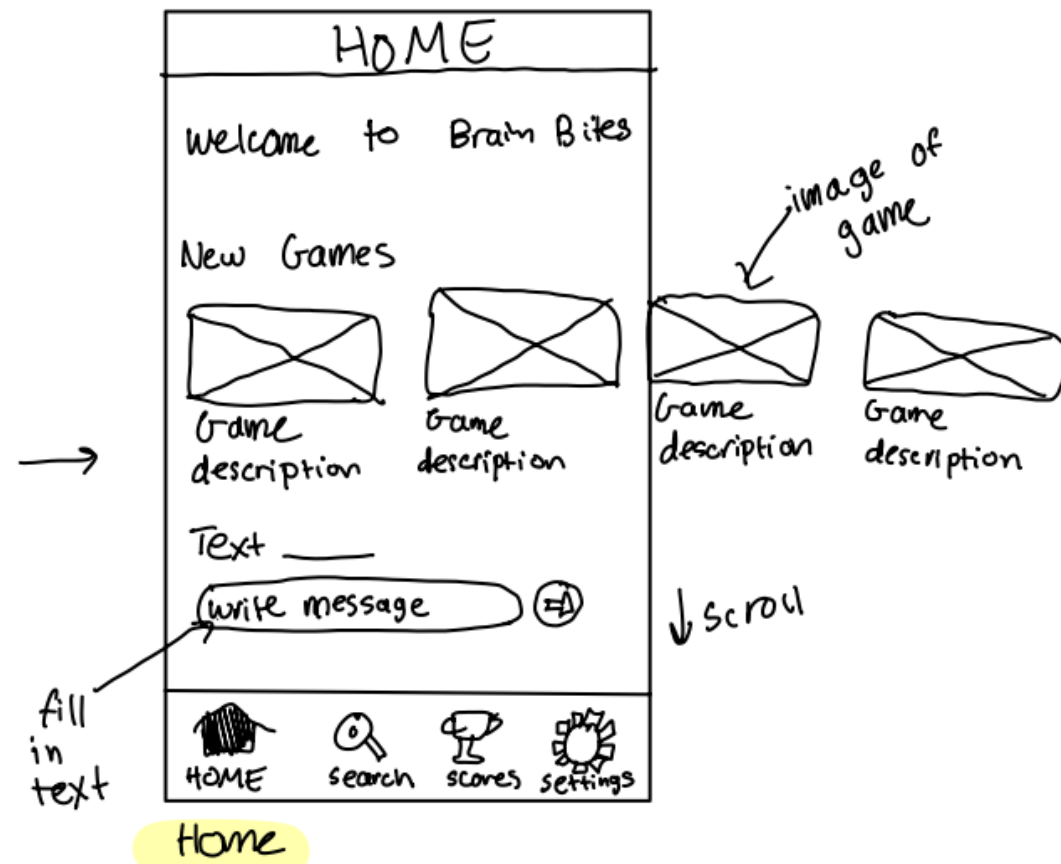 HOME
Welcome to Brain Bites
image of
game
New Games
Game
description
Game
description
Game
description
Game
description
Text
write message
scroll
fill
in
text
HOME search scores settings
Home